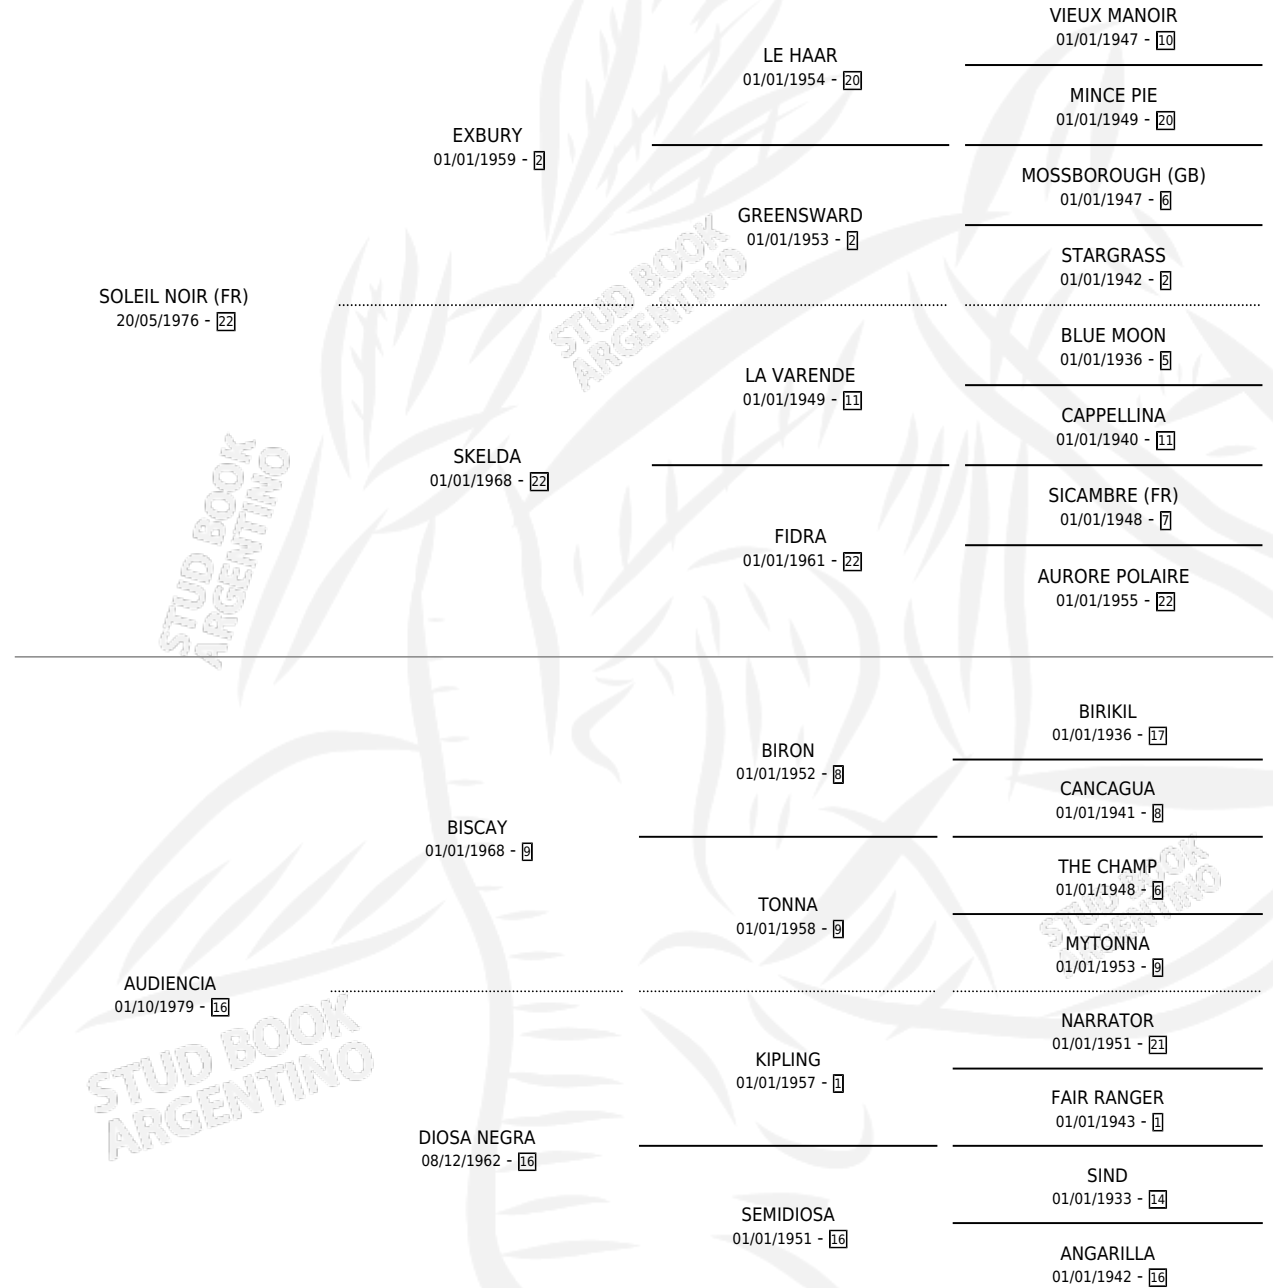 VIEUX MANOIR
01/01/1947 - 10
LE HAAR
01/01/1954 - 20
MINCE PIE
01/01/1949 - 20
EXBURY
01/01/1959 - 2
MOSSBOROUGH (GB)
01/01/1947 - 6
GREENSWARD
01/01/1953 - 2
STARGRASS
01/01/1942 - 2
SOLEIL NOIR (FR)
20/05/1976 - 22
BLUE MOON
01/01/1936 - 5
LA VARENDE
01/01/1949 - 11
CAPPELLINA
01/01/1940 - 11
SKELDA
01/01/1968 - 22
SICAMBRE (FR)
01/01/1948 - 7
FIDRA
01/01/1961 - 22
AURORE POLAIRE
01/01/1955 - 22
BIRIKIL
01/01/1936 - 17
BIRON
01/01/1952 - 8
CANCAGUA
01/01/1941 - 8
BISCAY
01/01/1968 - 9
THE CHAMP
01/01/1948 - 6
TONNA
01/01/1958 - 9
MYTONNA
01/01/1953 - 9
AUDIENCIA
01/10/1979 - 16
NARRATOR
01/01/1951 - 21
KIPLING
01/01/1957 - 1
FAIR RANGER
01/01/1943 - 1
DIOSA NEGRA
08/12/1962 - 16
SIND
01/01/1933 - 14
SEMIDIOSA
01/01/1951 - 16
ANGARILLA
01/01/1942 - 16
STUD BOOK
ARGENTINO
STUD BOOK
ARGENTINO
STUD BOOK
ARGENTINO
STUD BOOK
ARGENTINO